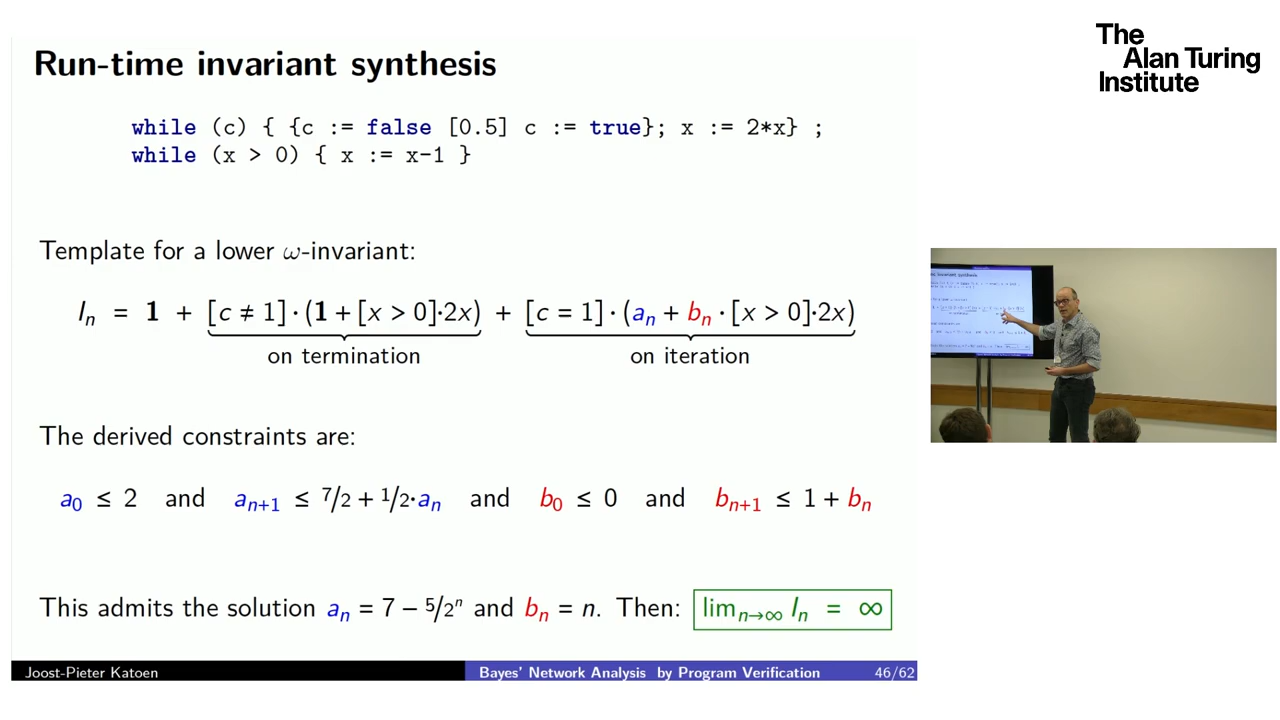 Run-time invariant synthesis
The
Alan Turing
Institute
while (c) { {c := false [0.5] c := true}; x := 2*x} ;
while (x > 0) { x := x-1 }
Template for a lower ω-invariant:
Iₙ = 1 + [c ≠ 1]·(1 + [x > 0]·2x) + [c = 1]·(aₙ + bₙ·[x > 0]·2x)
on termination on iteration
The derived constraints are:
a₀ ≤ 2 and aₙ₊₁ ≤ 7/2 + 1/2·aₙ and b₀ ≤ 0 and bₙ₊₁ ≤ 1 + bₙ
This admits the solution aₙ = 7 − 5/2ⁿ and bₙ = n. Then: limₙ→∞ Iₙ = ∞
Joost-Pieter Katoen Bayes' Network Analysis by Program Verification 46/62